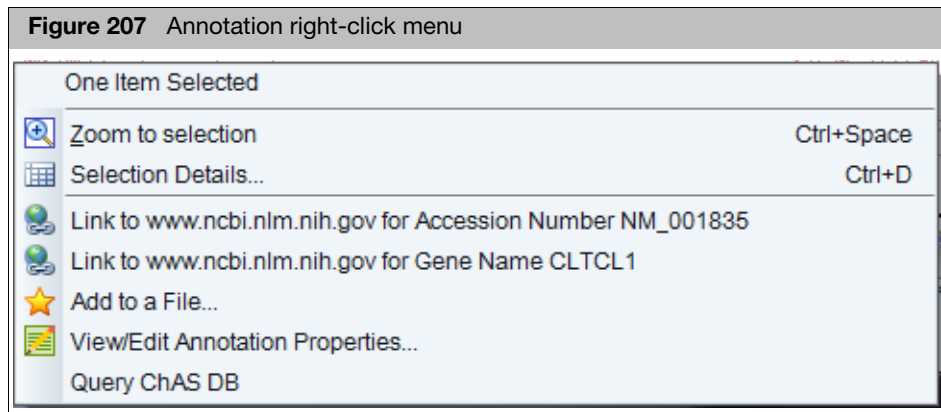 Figure 207 Annotation right-click menu
One Item Selected
Zoom to selection Ctrl+Space
Selection Details... Ctrl+D
Link to www.ncbi.nlm.nih.gov for Accession Number NM_001835
Link to www.ncbi.nlm.nih.gov for Gene Name CLTCL1
Add to a File...
View/Edit Annotation Properties...
Query ChAS DB